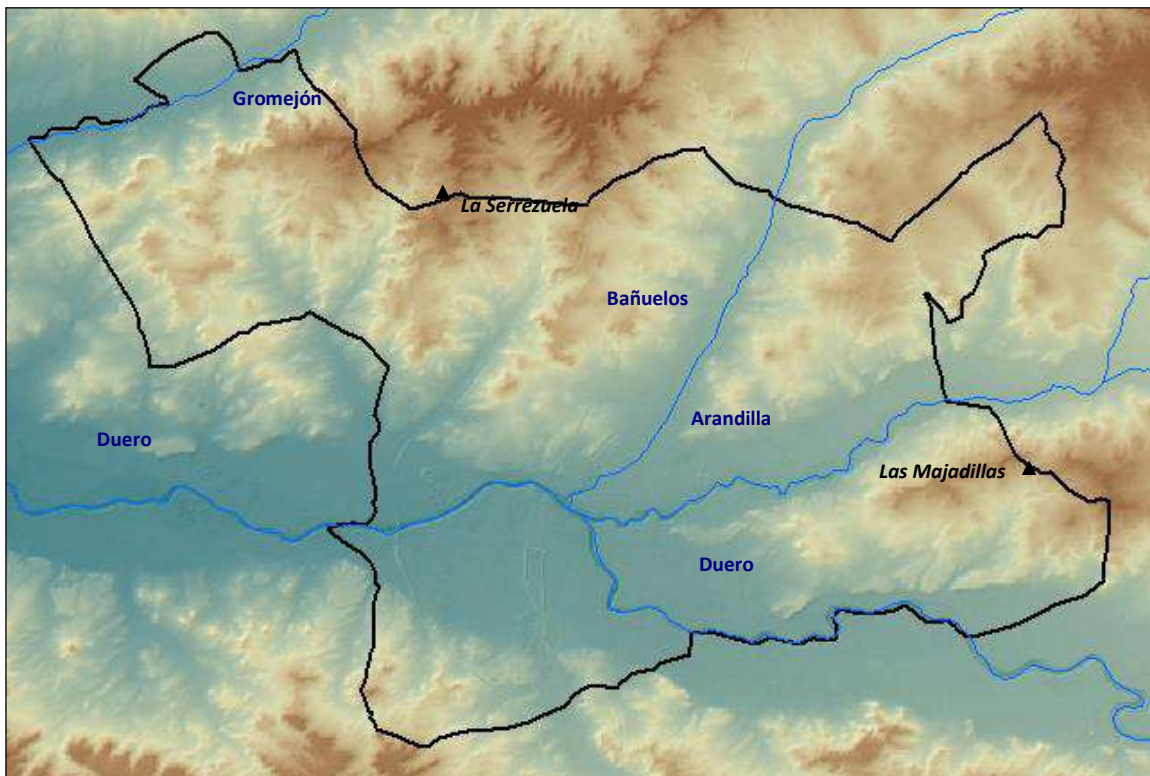 Gromejón
La Serrezuela
Bañuelos
Arandilla
Duero
Las Majadillas
Duero